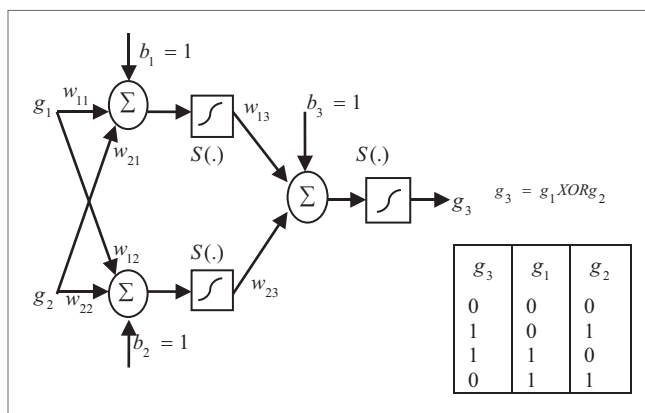 b₁ = 1
w₁₁
g₁
Σ
w₁₃
b₃ = 1
w₂₁
S(.)
S(.)
Σ
g₃
g₃ = g₁XORg₂
w₁₂
S(.)
g₂
w₂₂
Σ
w₂₃
b₂ = 1
g₃ g₁ g₂
0 0 0
1 0 1
1 1 0
0 1 1